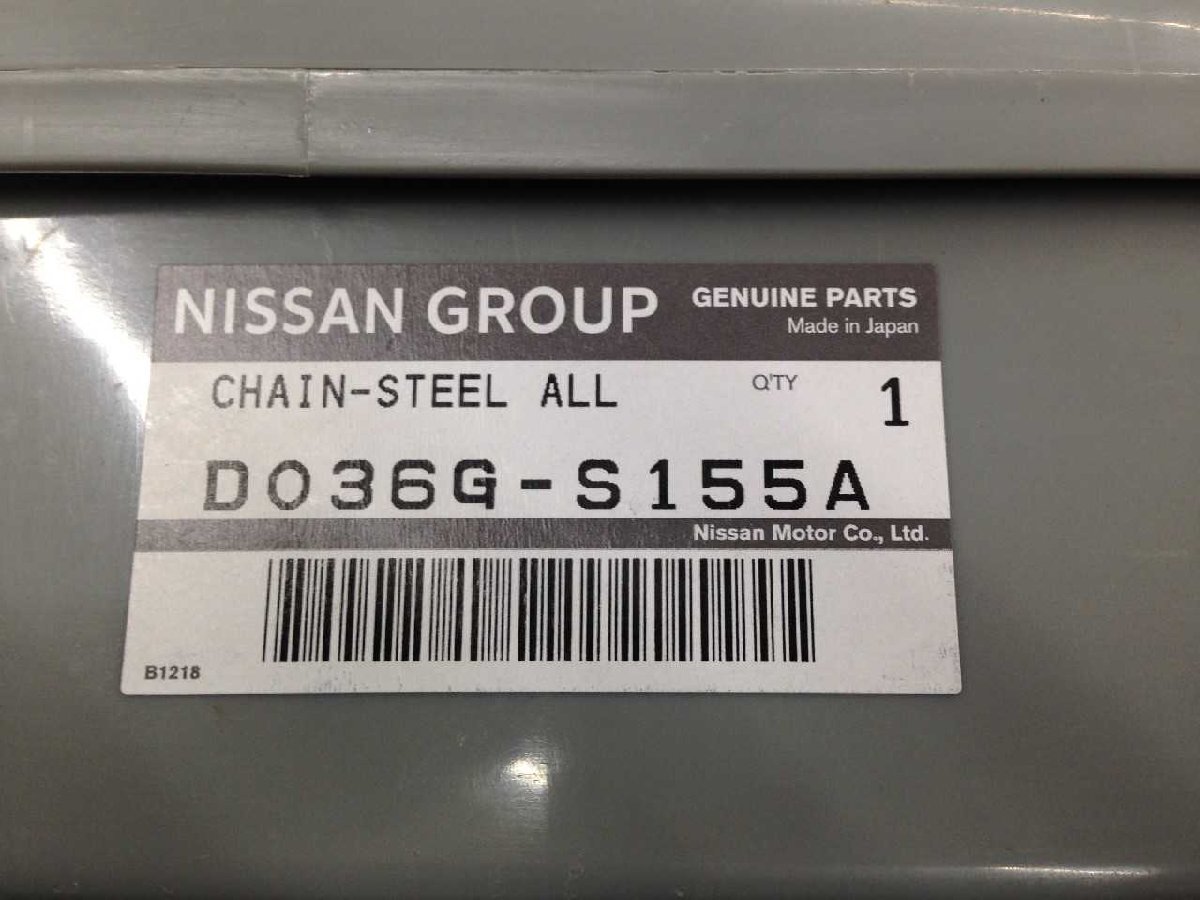 NISSAN GROUP GENUINE PARTS
Made in Japan
CHAIN-STEEL ALL Q'TY 1
D036G-S155A
Nissan Motor Co., Ltd.
B1218